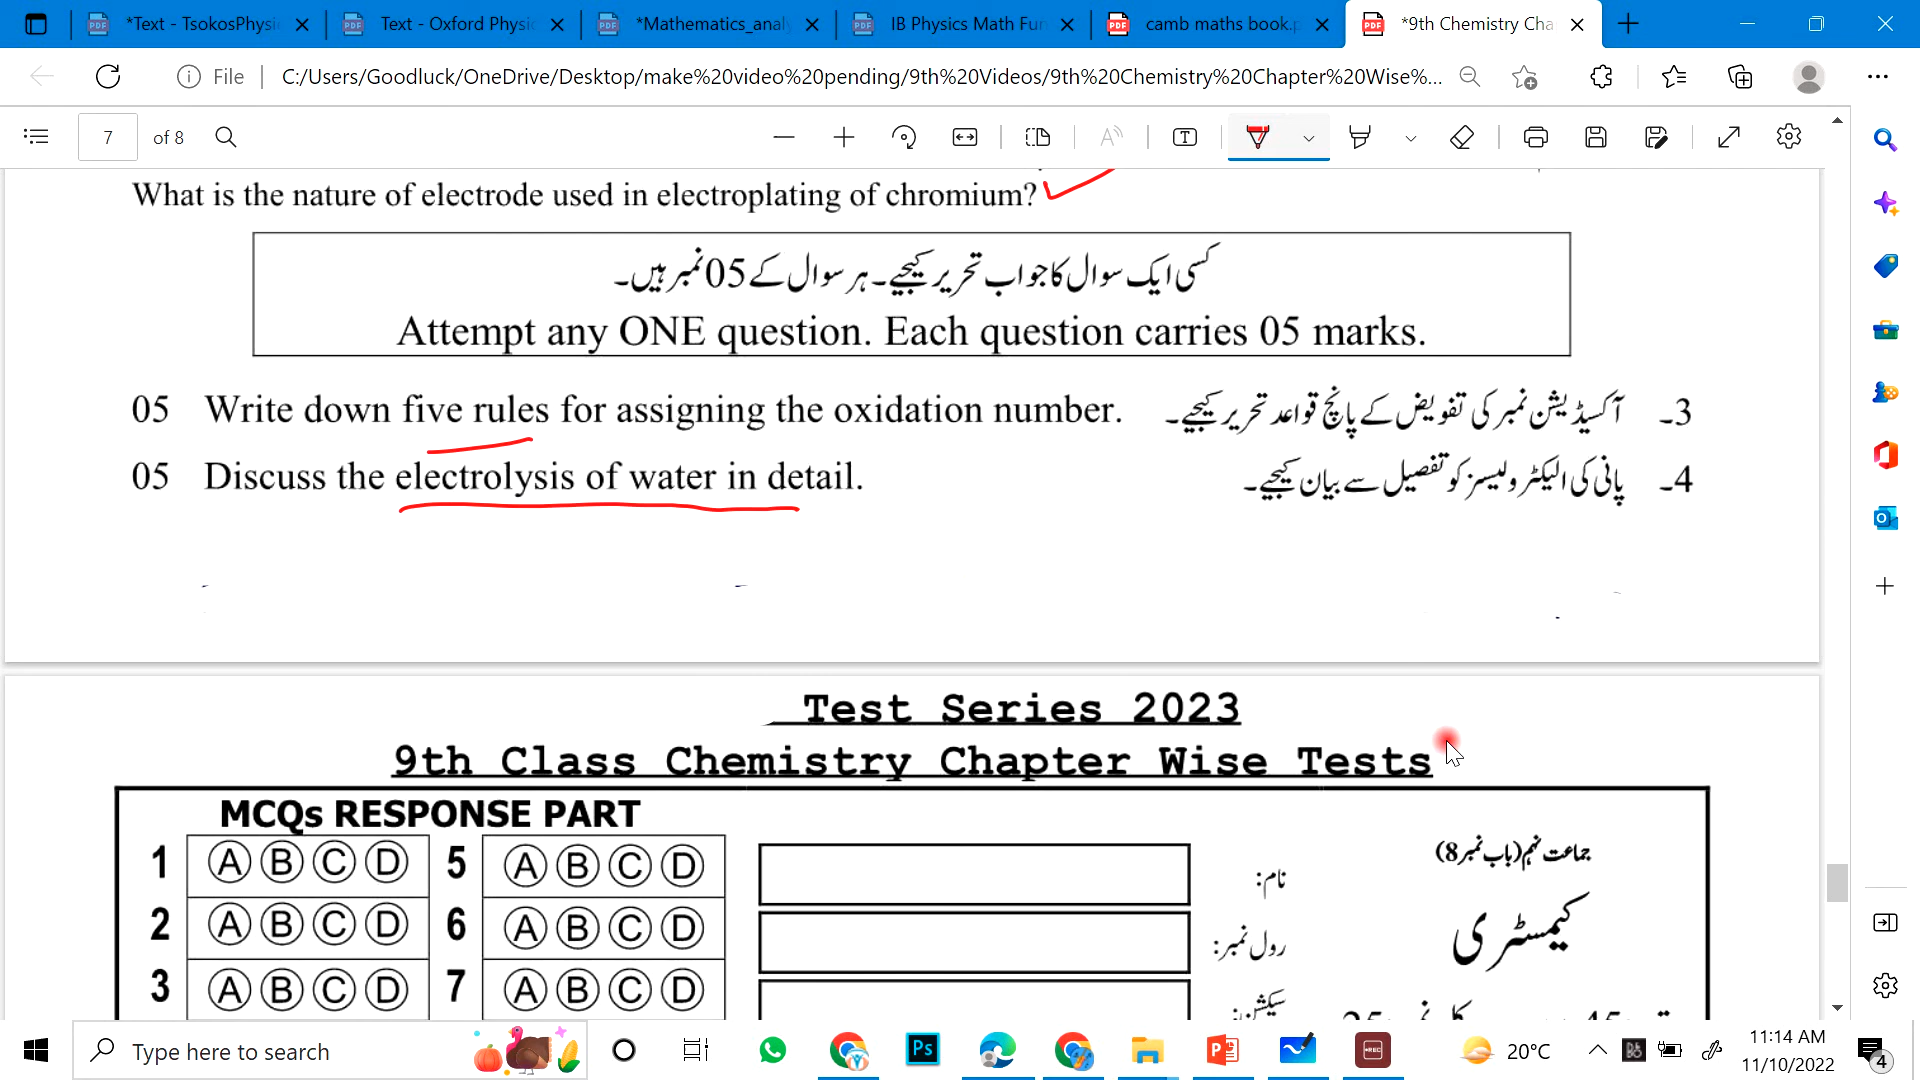 *Text - TsokosPhysi
Text - Oxford Physic
*Mathematics_analy
IB Physics Math Fun
camb maths book.p
*9th Chemistry Cha
File
C:/Users/Goodluck/OneDrive/Desktop/make%20video%20pending/9th%20Videos/9th%20Chemistry%20Chapter%20Wise%...
7 of 8
What is the nature of electrode used in electroplating of chromium?
کسی ایک سوال کا جواب تحریر کیجیے۔ ہر سوال کے 05 نمبر ہیں۔
Attempt any ONE question. Each question carries 05 marks.
05 Write down five rules for assigning the oxidation number. آکسیڈیشن نمبر کی تفویض کے پانچ قواعد تحریر کیجیے۔ 3۔
05 Discuss the electrolysis of water in detail. پانی کی الیکٹرولیسز کو تفصیل سے بیان کیجیے۔ 4۔
Test Series 2023
9th Class Chemistry Chapter Wise Tests
MCQs RESPONSE PART
جماعت نہم (باب نمبر 8)
1 A B C D 5 A B C D
نام:
2 A B C D 6 A B C D
رول نمبر:
کیمسٹری
3 A B C D 7 A B C D
Type here to search
20°C
11:14 AM
11/10/2022
4